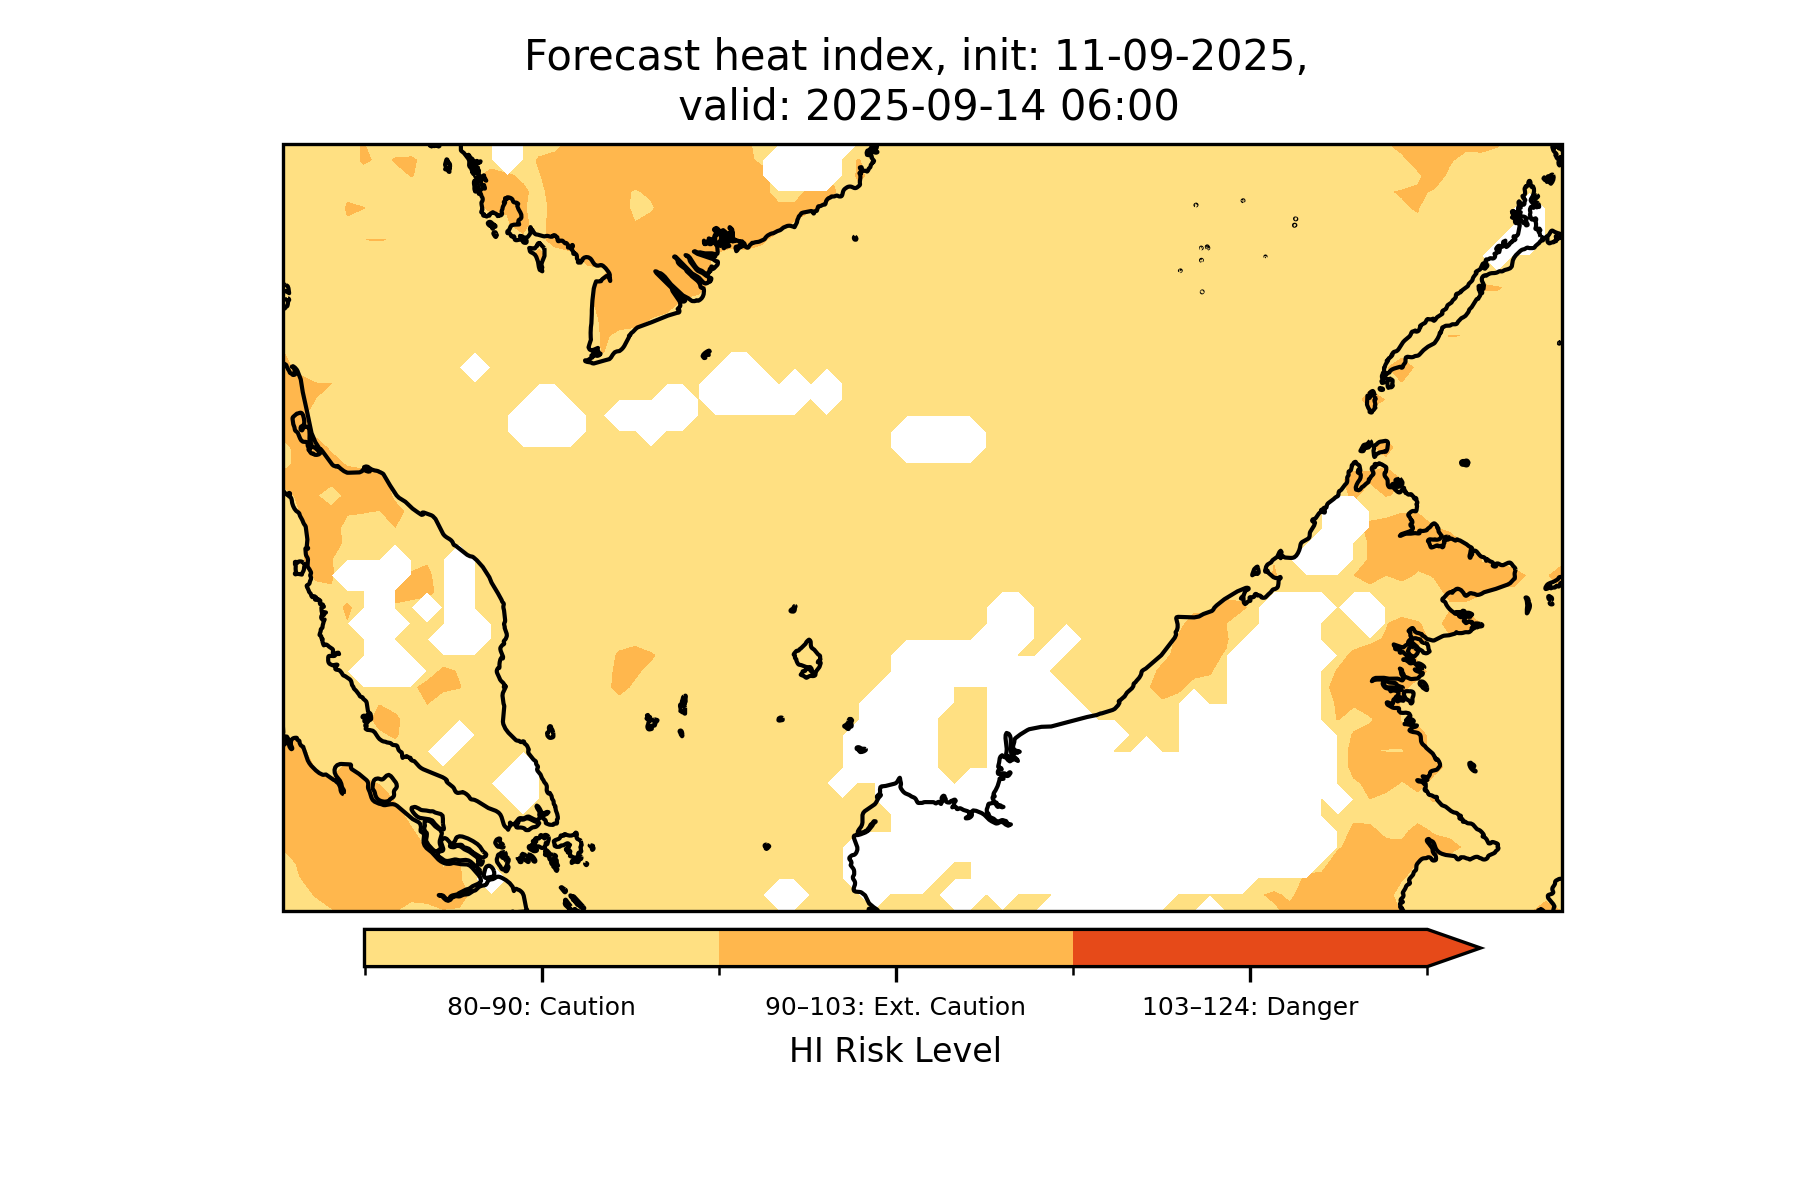 Forecast heat index, init: 11-09-2025,
valid: 2025-09-14 06:00
80–90: Caution
90–103: Ext. Caution
103–124: Danger
HI Risk Level